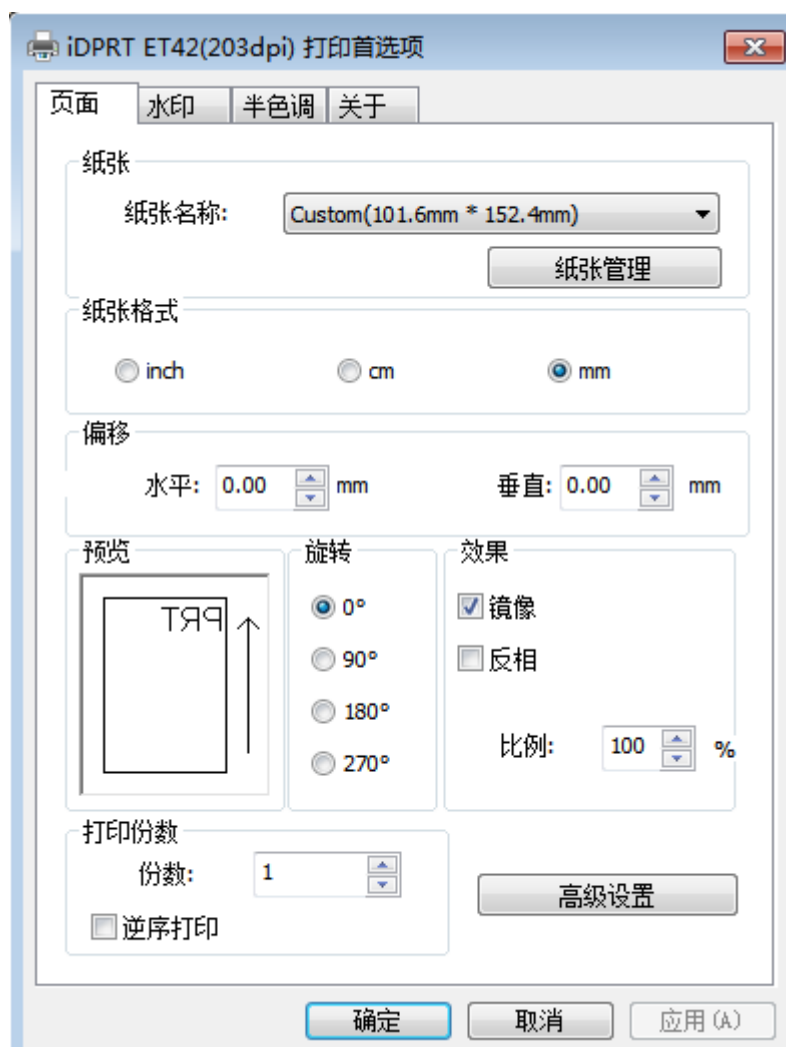 iDPRT ET42(203dpi) 打印首选项
页面 水印 半色调 关于
纸张
纸张名称: Custom(101.6mm * 152.4mm)
纸张管理
纸张格式
inch cm mm
偏移
水平: 0.00 mm 垂直: 0.00 mm
预览 旋转 效果
PRT 0° 镜像
90° 反相
180°
比例: 100 %
270°
打印份数
份数: 1
高级设置
逆序打印
确定 取消 应用(A)